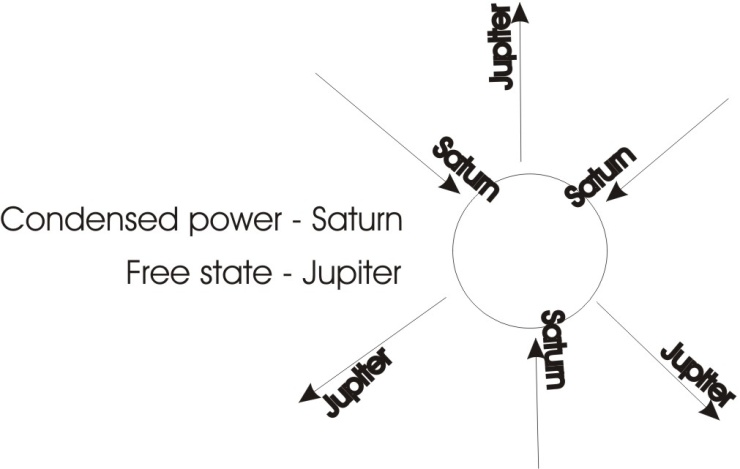 Jupiter
Saturn
Saturn
Condensed power - Saturn
Free state - Jupiter
Saturn
Jupiter
Jupiter